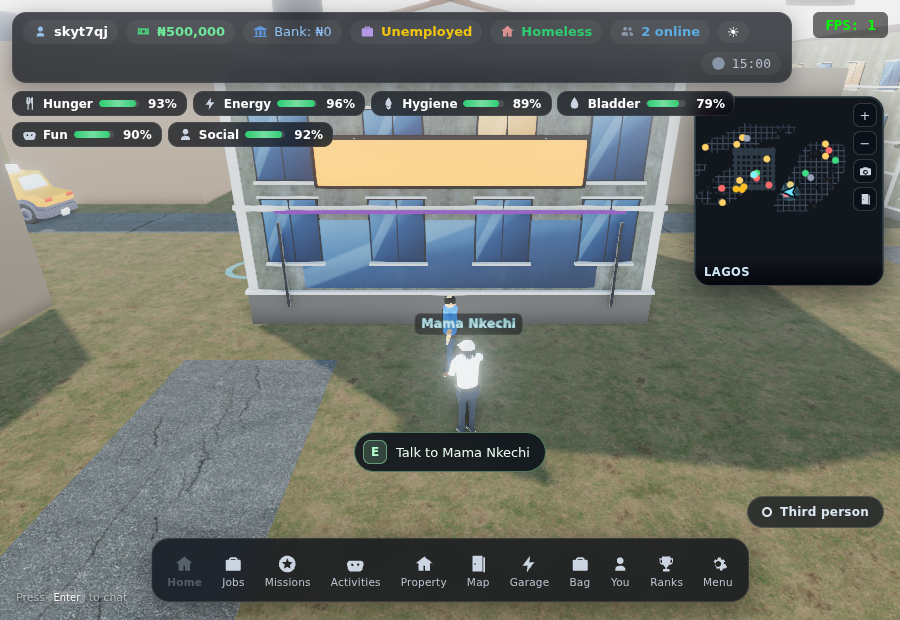 skyt7qj ₦500,000 Bank: ₦0 Unemployed Homeless 2 online
15:00
FPS: 1
Hunger 93% Energy 96% Hygiene 89% Bladder 79%
Fun 90% Social 92%
LAGOS
Mama Nkechi
E Talk to Mama Nkechi
Third person
Home Jobs Missions Activities Property Map Garage Bag You Ranks Menu
Press Enter to chat